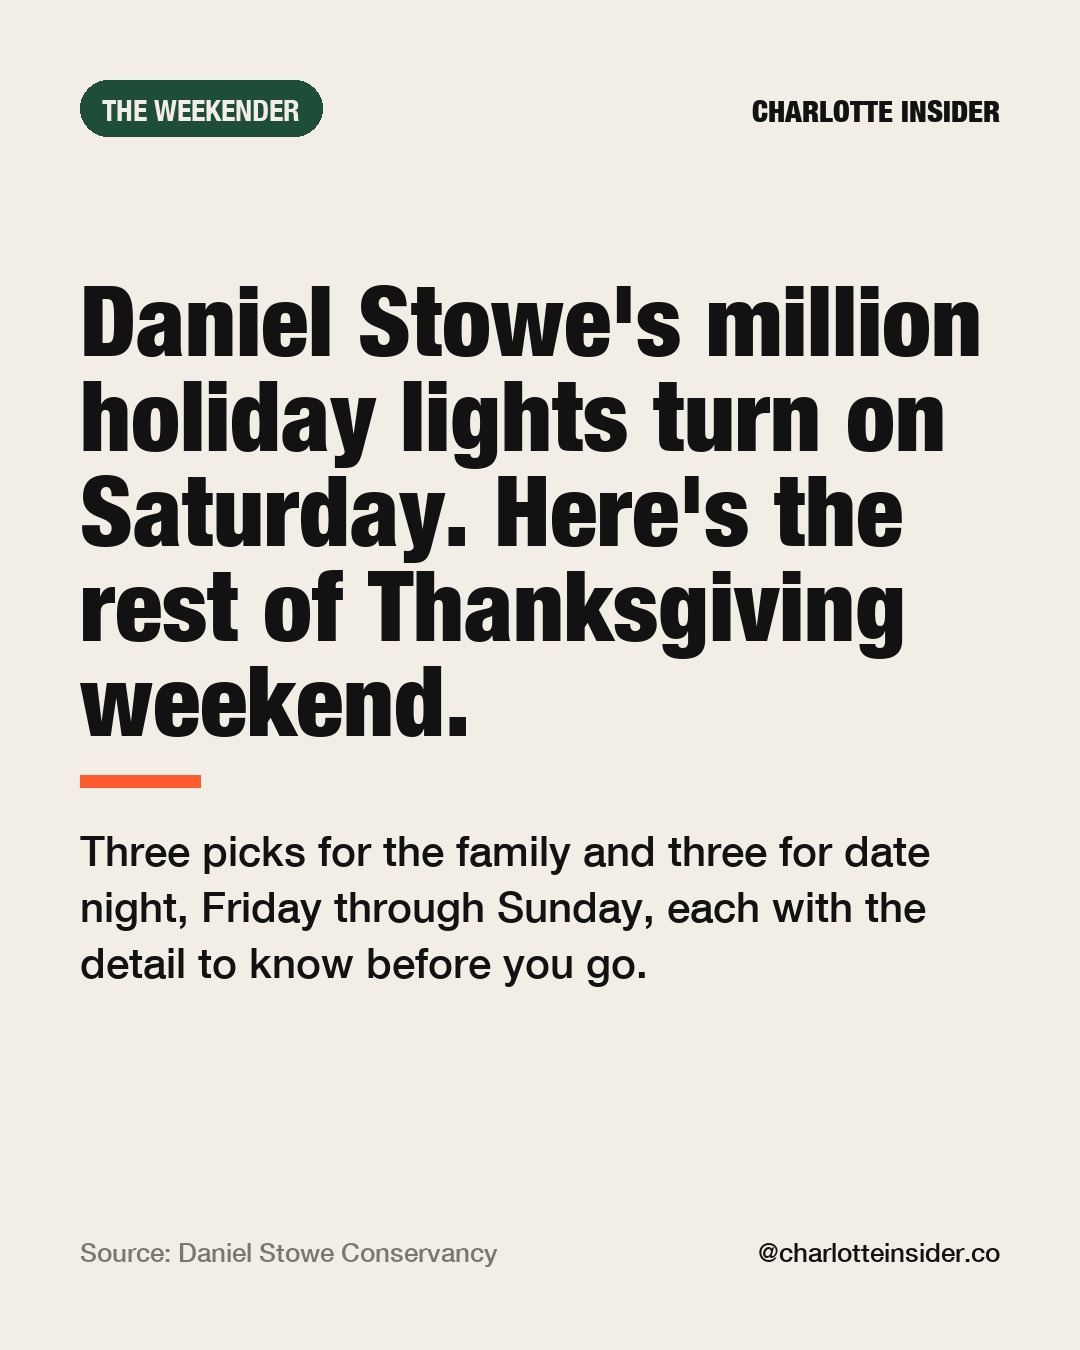 THE WEEKENDER
CHARLOTTE INSIDER
Daniel Stowe's million
holiday lights turn on
Saturday. Here's the
rest of Thanksgiving
weekend.
Three picks for the family and three for date
night, Friday through Sunday, each with the
detail to know before you go.
Source: Daniel Stowe Conservancy
@charlotteinsider.co